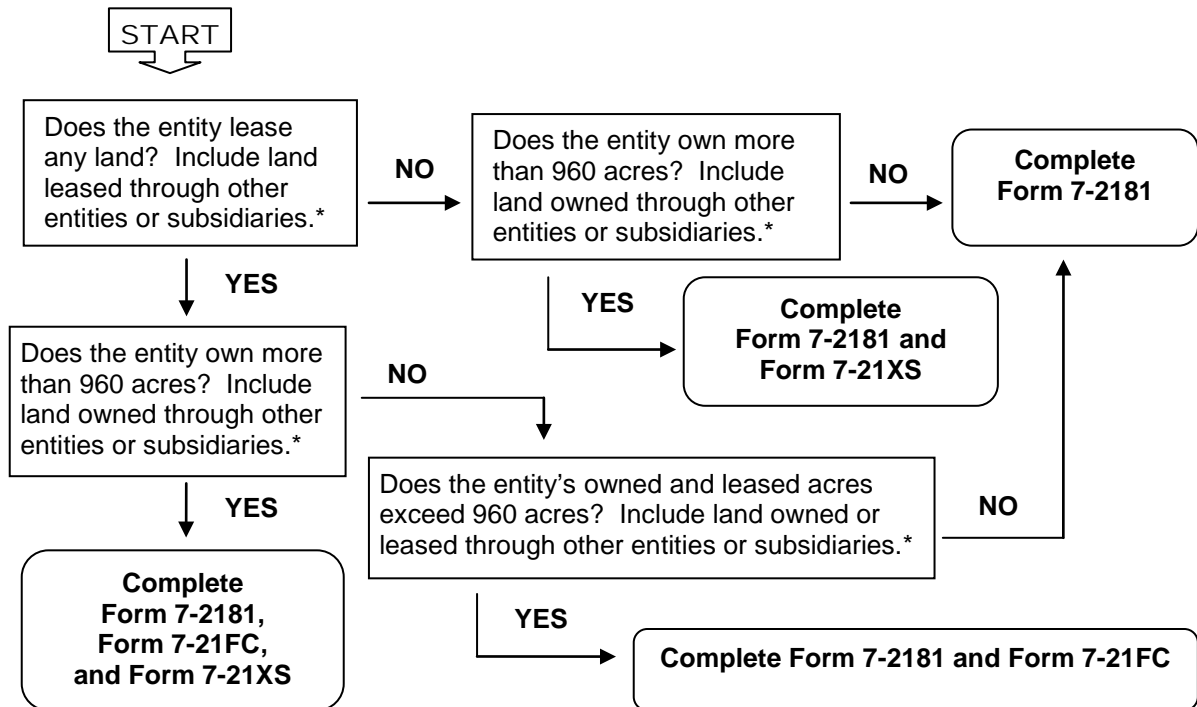 START
Does the entity lease
any land?  Include land
leased through other
entities or subsidiaries.*
NO
Does the entity own more
than 960 acres?  Include
land owned through other
entities or subsidiaries.*
NO
Complete
Form 7-2181
YES
YES
Complete
Form 7-2181 and
Form 7-21XS
Does the entity own more
than 960 acres?  Include
land owned through other
entities or subsidiaries.*
NO
Does the entity’s owned and leased acres
exceed 960 acres?  Include land owned or
leased through other entities or subsidiaries.*
NO
YES
Complete
Form 7-2181,
Form 7-21FC,
and Form 7-21XS
YES
Complete Form 7-2181 and Form 7-21FC